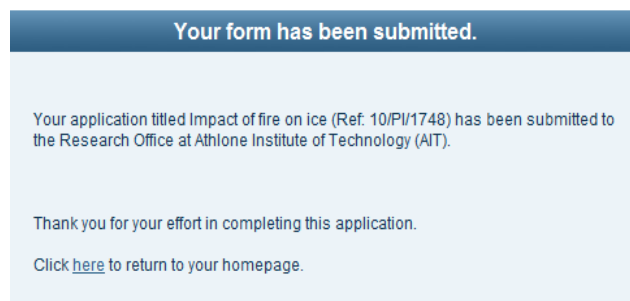 Your form has been submitted.
Your application titled Impact of fire on ice (Ref: 10/PI/1748) has been submitted to
the Research Office at Athlone Institute of Technology (AIT).
Thank you for your effort in completing this application.
Click here to return to your homepage.